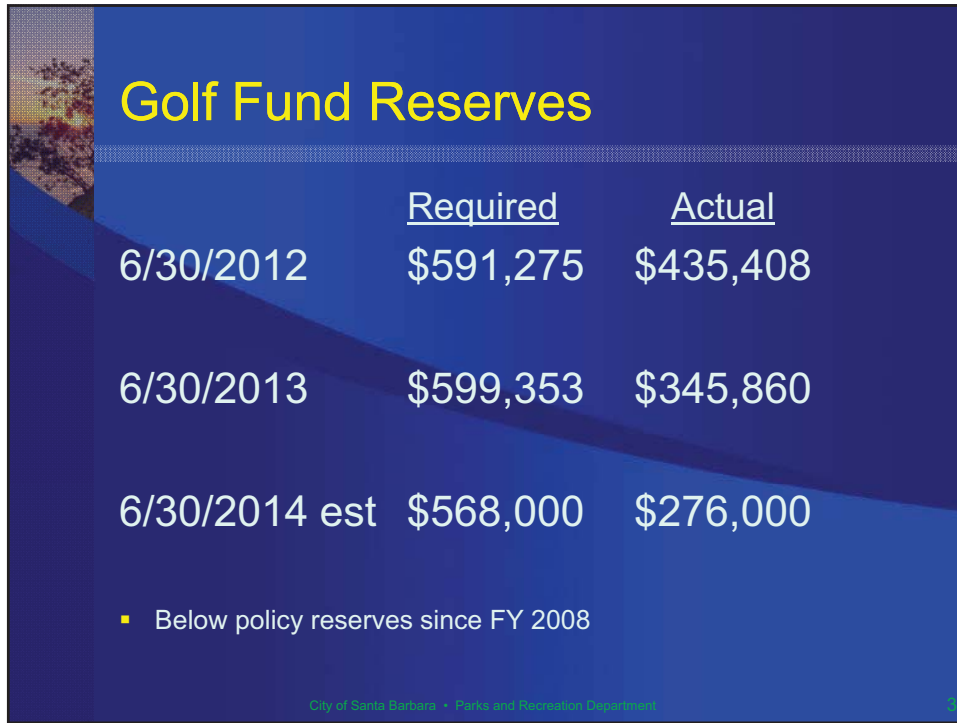 Golf Fund Reserves
Required Actual
6/30/2012 $591,275 $435,408
6/30/2013 $599,353 $345,860
6/30/2014 est $568,000 $276,000
▪ Below policy reserves since FY 2008
City of Santa Barbara • Parks and Recreation Department 3